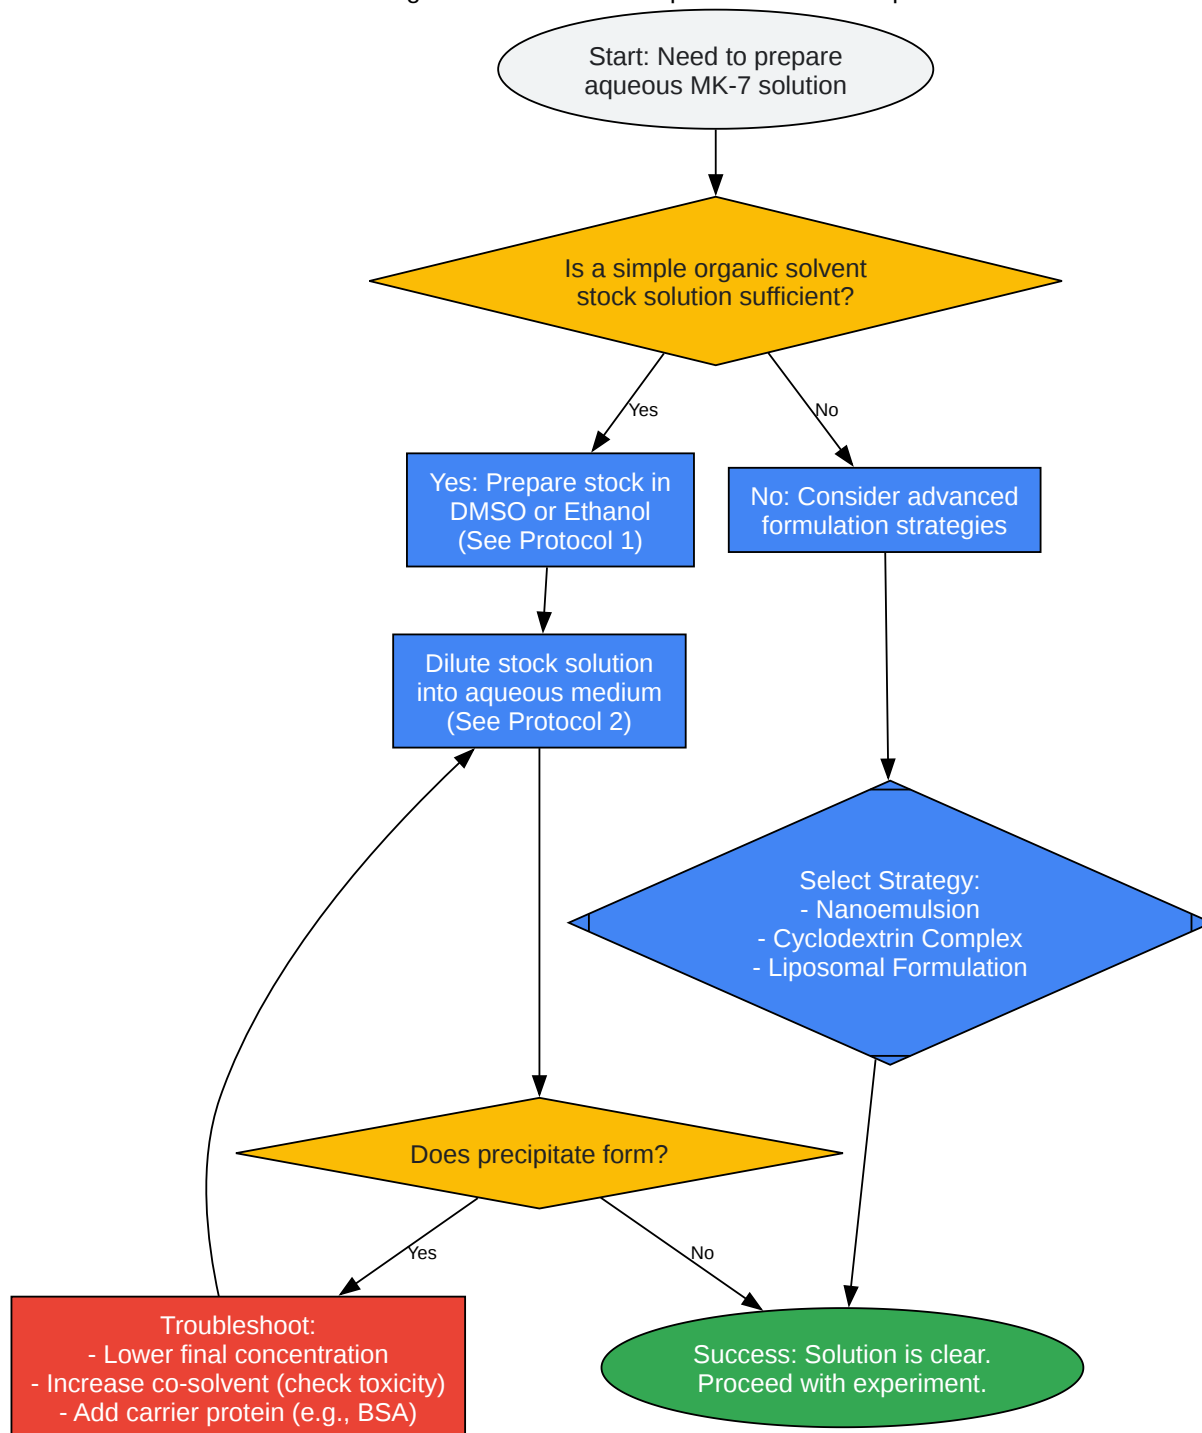 Start: Need to prepare
aqueous MK-7 solution
Is a simple organic solvent
stock solution sufficient?
Yes
No
Yes: Prepare stock in
DMSO or Ethanol
(See Protocol 1)
No: Consider advanced
formulation strategies
Dilute stock solution
into aqueous medium
(See Protocol 2)
Select Strategy:
- Nanoemulsion
- Cyclodextrin Complex
- Liposomal Formulation
Does precipitate form?
Yes
No
Troubleshoot:
- Lower final concentration
- Increase co-solvent (check toxicity)
- Add carrier protein (e.g., BSA)
Success: Solution is clear.
Proceed with experiment.